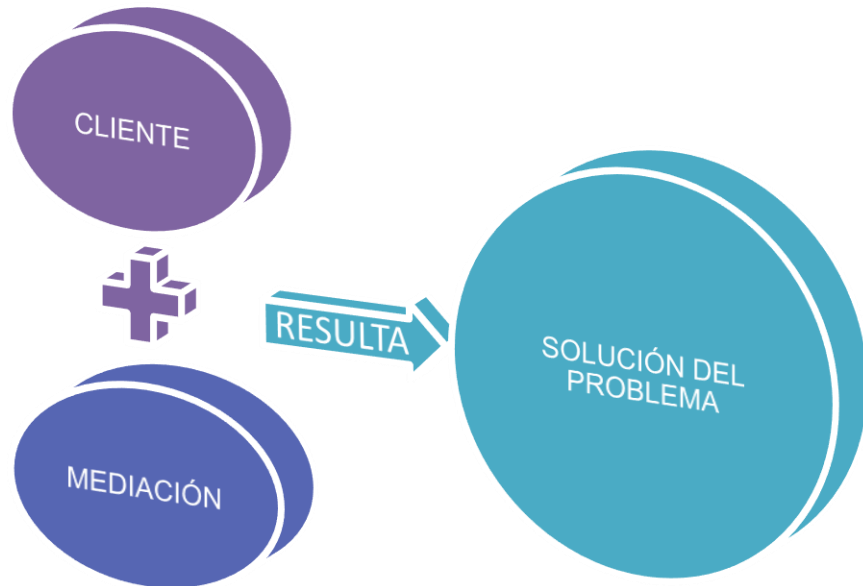 CLIENTE
MEDIACIÓN
RESULTA
SOLUCIÓN DEL
PROBLEMA